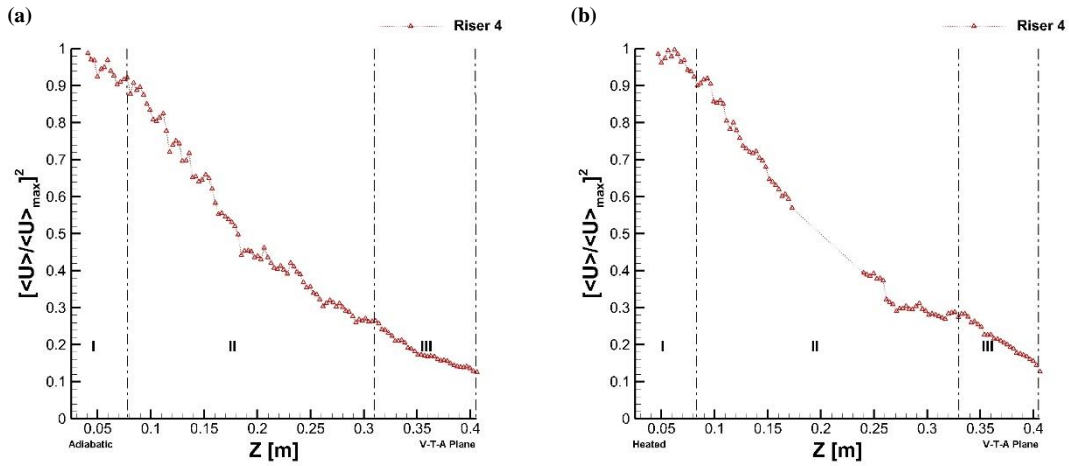 (a)
Riser 4
1
0.9
0.8
0.7
0.6
0.5
0.4
0.3
0.2
0.1
0
[<U>/<U>max]²
I
II
III
0.05
0.1
0.15
0.2
0.25
0.3
0.35
0.4
Adiabatic
Z [m]
V-T-A Plane
(b)
Riser 4
1
0.9
0.8
0.7
0.6
0.5
0.4
0.3
0.2
0.1
0
[<U>/<U>max]²
I
II
III
0.05
0.1
0.15
0.2
0.25
0.3
0.35
0.4
Heated
Z [m]
V-T-A Plane